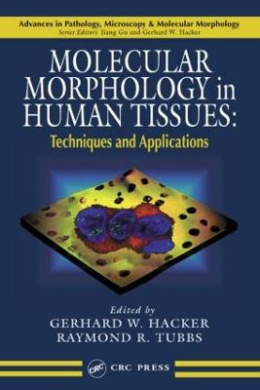 Advances in Pathology, Microscopy & Molecular Morphology
Series Editors Jiang Gu and Gerhard W. Hacker
MOLECULAR
MORPHOLOGY in
HUMAN TISSUES:
Techniques and Applications
Edited by
GERHARD W. HACKER
RAYMOND R. TUBBS
CRC PRESS